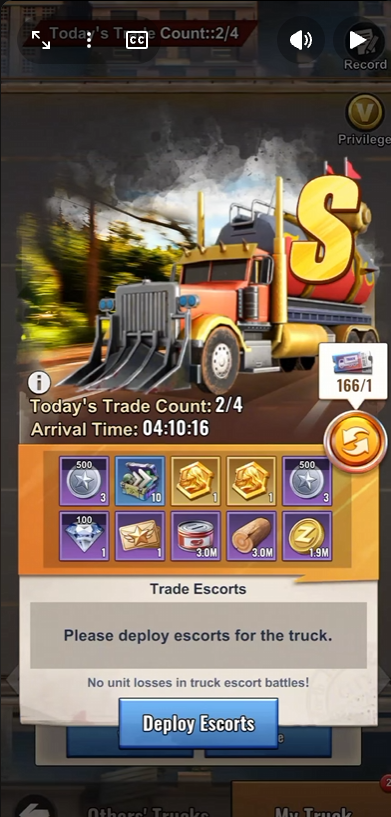 Today's Trade Count::2/4
CC
Record
V
Privilege
S
166/1
i
Today's Trade Count: 2/4
Arrival Time: 04:10:16
500 3
10
1
1
500 3
100 1
1
3.0M
3.0M
Z 1.9M
Trade Escorts
Please deploy escorts for the truck.
No unit losses in truck escort battles!
Deploy Escorts
Others' Trucks
My Truck
2